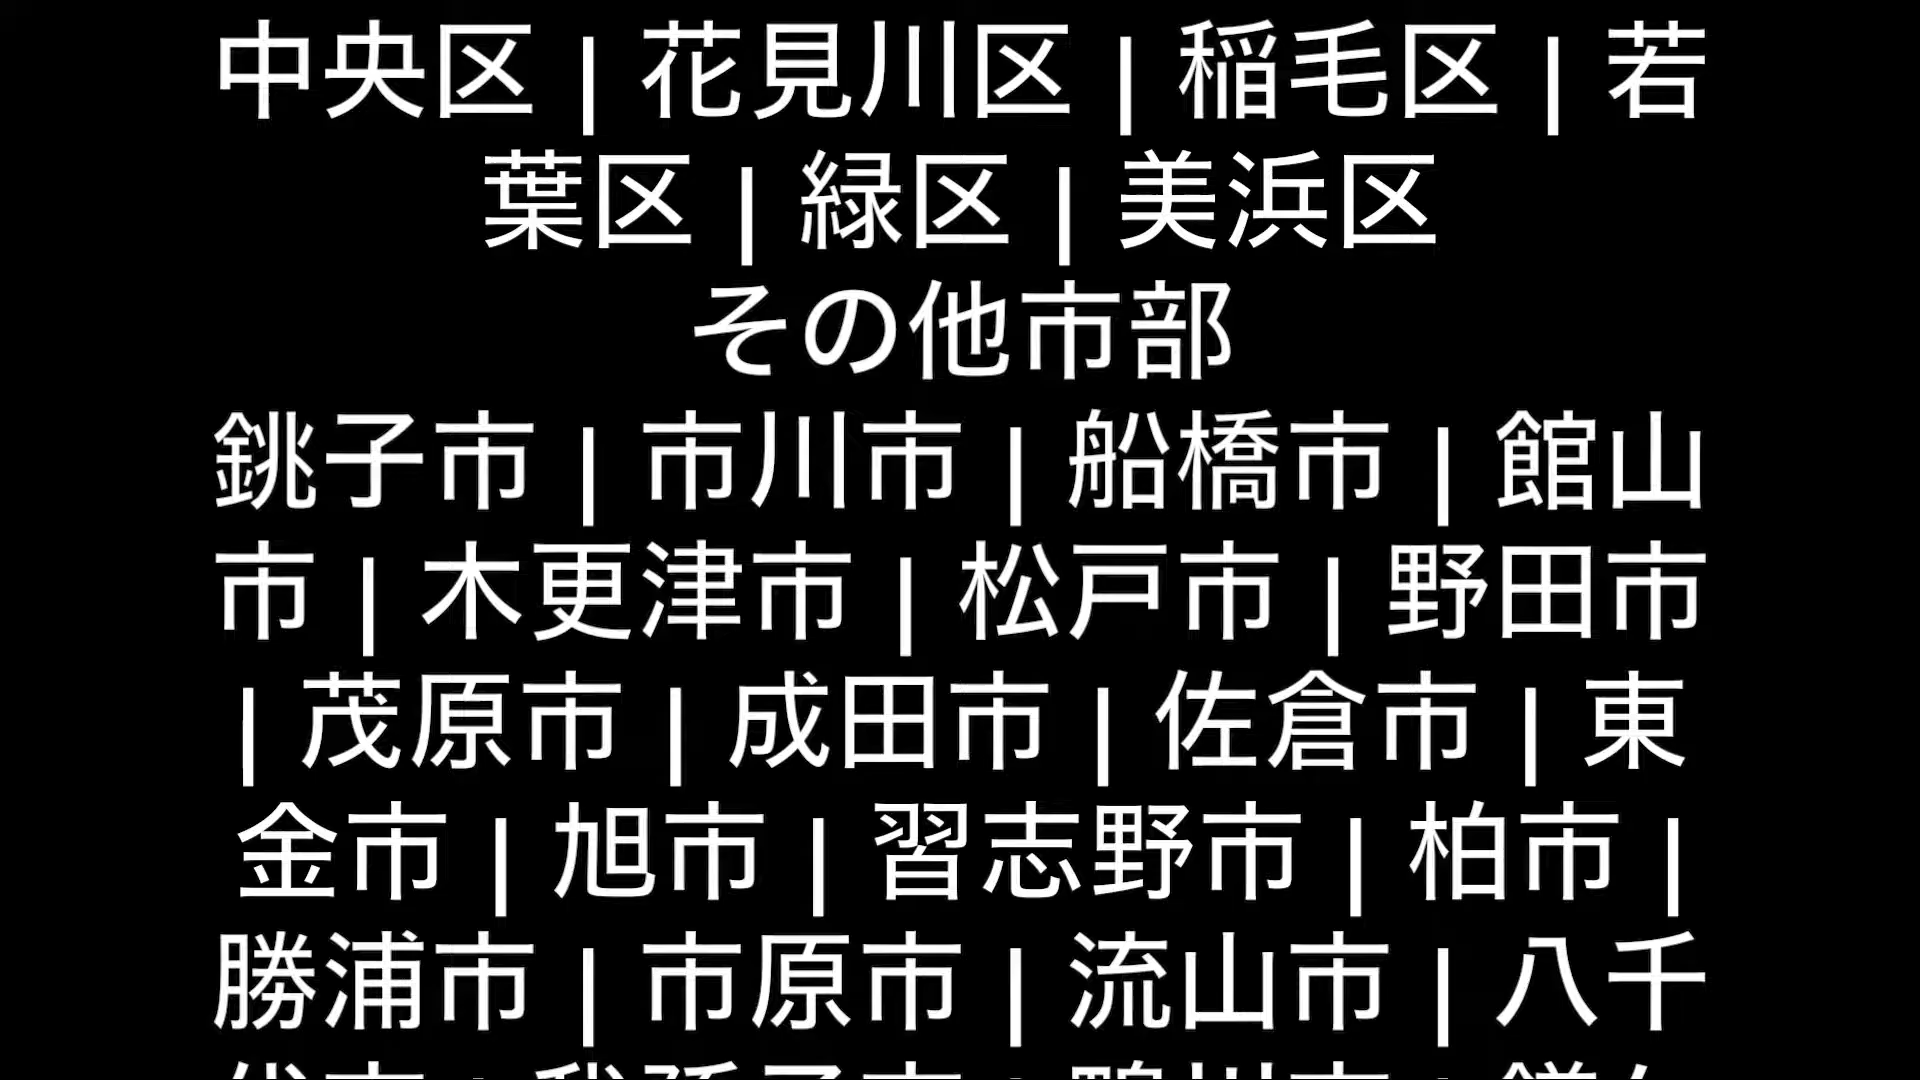 中央区 | 花見川区 | 稲毛区 | 若
葉区 | 緑区 | 美浜区
その他市部
銚子市 | 市川市 | 船橋市 | 館山
市 | 木更津市 | 松戸市 | 野田市
| 茂原市 | 成田市 | 佐倉市 | 東
金市 | 旭市 | 習志野市 | 柏市 |
勝浦市 | 市原市 | 流山市 | 八千